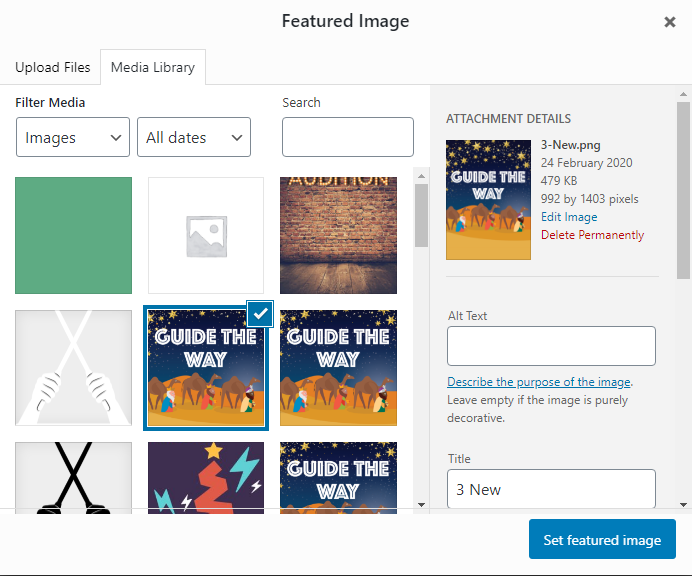 Featured Image
Upload Files
Media Library
Filter Media
Search
Images
All dates
ATTACHMENT DETAILS
GUIDE THE
WAY
3-New.png
24 February 2020
479 KB
992 by 1403 pixels
Edit Image
Delete Permanently
AUDITION
Alt Text
GUIDE THE
WAY
GUIDE THE
WAY
Describe the purpose of the image.
Leave empty if the image is purely
decorative.
Title
3 New
GUIDE THE
WAY
Set featured image